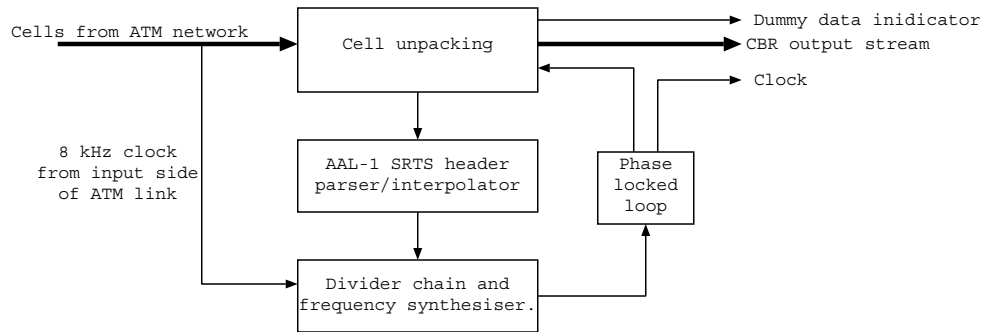 Cells from ATM network
Cell unpacking
Dummy data inidicator
CBR output stream
Clock
8 kHz clock
from input side
of ATM link
AAL-1 SRTS header
parser/interpolator
Phase
locked
loop
Divider chain and
frequency synthesiser.